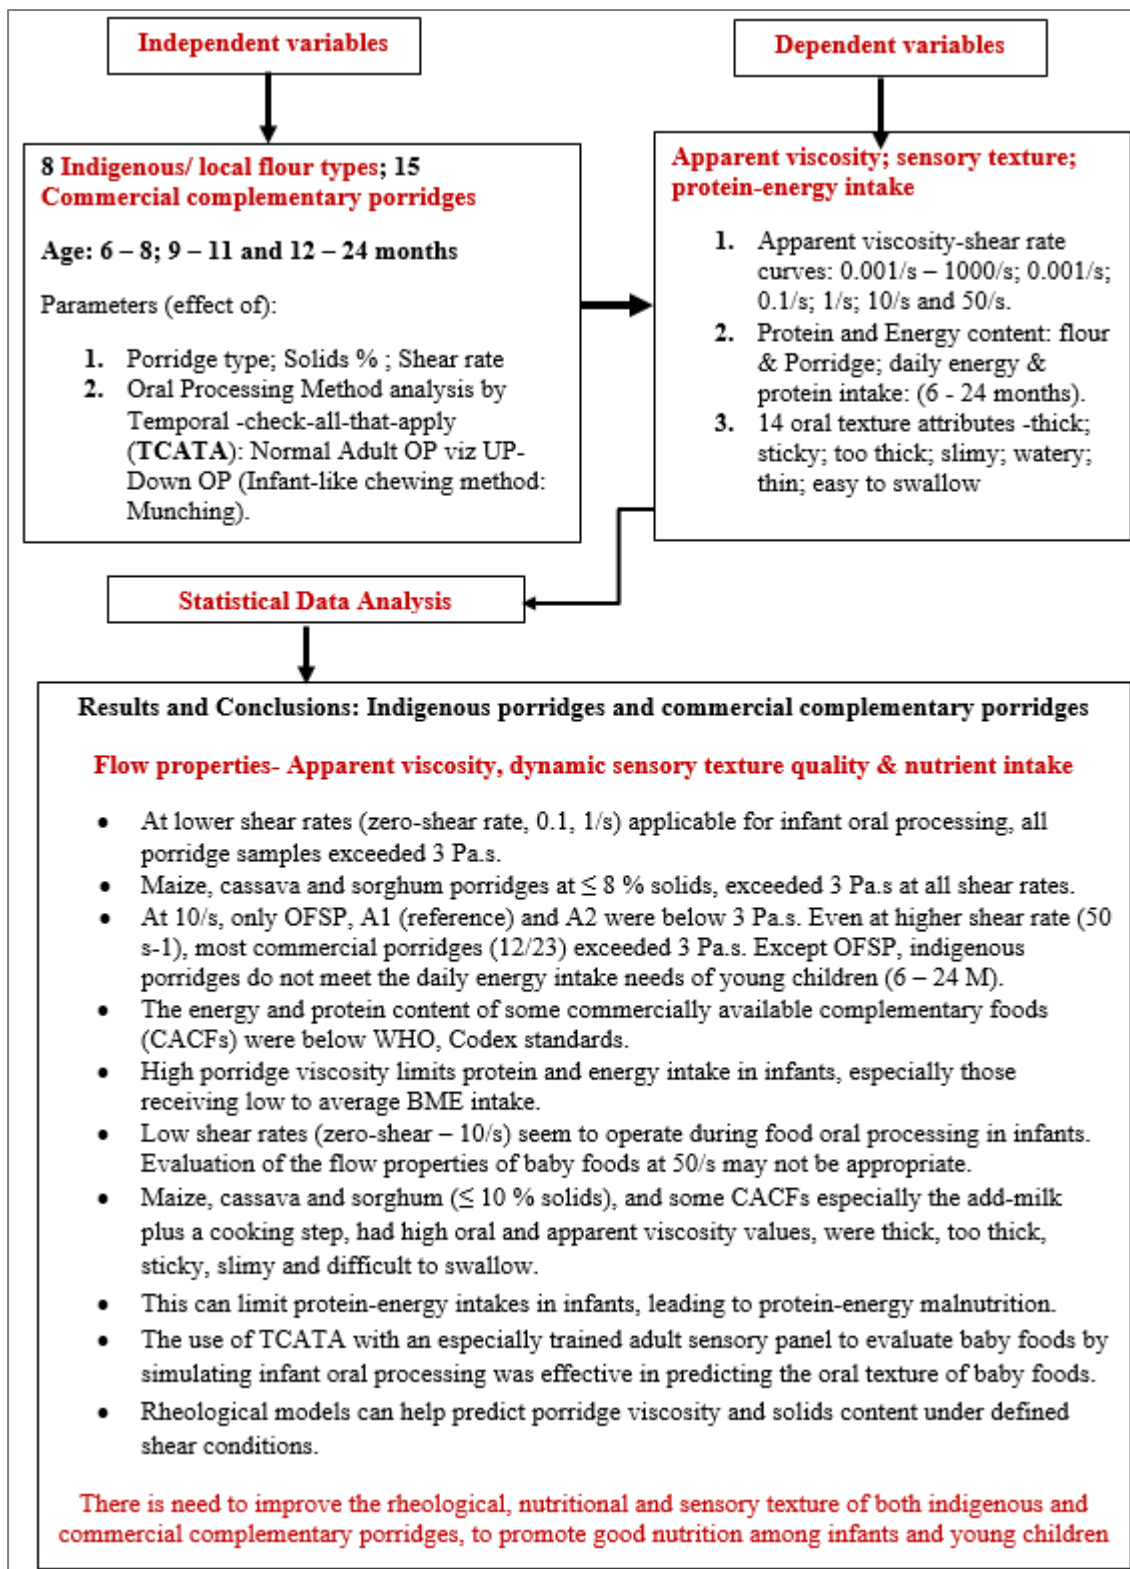 Independent variables
Dependent variables
8 Indigenous/ local flour types; 15
Commercial complementary porridges
Age: 6 – 8; 9 – 11 and 12 – 24 months
Parameters (effect of):
1. Porridge type; Solids % ; Shear rate
2. Oral Processing Method analysis by
Temporal -check-all-that-apply
(TCATA): Normal Adult OP viz UP-
Down OP (Infant-like chewing method:
Munching).
Apparent viscosity; sensory texture;
protein-energy intake
1. Apparent viscosity-shear rate
curves: 0.001/s – 1000/s; 0.001/s;
0.1/s; 1/s; 10/s and 50/s.
2. Protein and Energy content: flour
& Porridge; daily energy &
protein intake: (6 - 24 months).
3. 14 oral texture attributes -thick;
sticky; too thick; slimy; watery;
thin; easy to swallow
Statistical Data Analysis
Results and Conclusions: Indigenous porridges and commercial complementary porridges
Flow properties- Apparent viscosity, dynamic sensory texture quality & nutrient intake
• At lower shear rates (zero-shear rate, 0.1, 1/s) applicable for infant oral processing, all
porridge samples exceeded 3 Pa.s.
• Maize, cassava and sorghum porridges at ≤ 8 % solids, exceeded 3 Pa.s at all shear rates.
• At 10/s, only OFSP, A1 (reference) and A2 were below 3 Pa.s. Even at higher shear rate (50
s-1), most commercial porridges (12/23) exceeded 3 Pa.s. Except OFSP, indigenous
porridges do not meet the daily energy intake needs of young children (6 – 24 M).
• The energy and protein content of some commercially available complementary foods
(CACFs) were below WHO, Codex standards.
• High porridge viscosity limits protein and energy intake in infants, especially those
receiving low to average BME intake.
• Low shear rates (zero-shear – 10/s) seem to operate during food oral processing in infants.
Evaluation of the flow properties of baby foods at 50/s may not be appropriate.
• Maize, cassava and sorghum (≤ 10 % solids), and some CACFs especially the add-milk
plus a cooking step, had high oral and apparent viscosity values, were thick, too thick,
sticky, slimy and difficult to swallow.
• This can limit protein-energy intakes in infants, leading to protein-energy malnutrition.
• The use of TCATA with an especially trained adult sensory panel to evaluate baby foods by
simulating infant oral processing was effective in predicting the oral texture of baby foods.
• Rheological models can help predict porridge viscosity and solids content under defined
shear conditions.
There is need to improve the rheological, nutritional and sensory texture of both indigenous and
commercial complementary porridges, to promote good nutrition among infants and young children